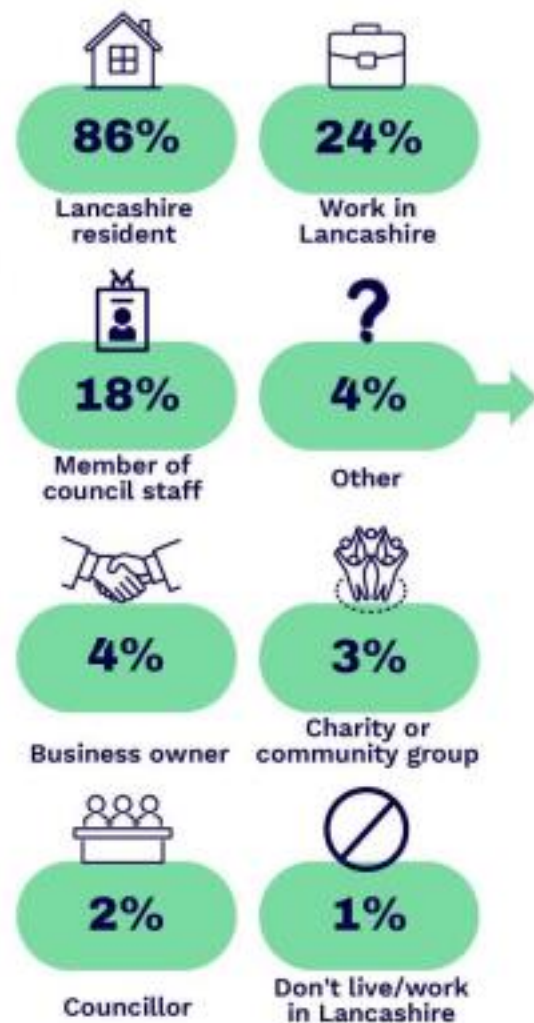 86%
24%
Lancashire
resident
Work in
Lancashire
?
18%
4%
Member of
council staff
Other
4%
3%
Business owner
Charity or
community group
2%
1%
Councillor
Don't live/work
in Lancashire